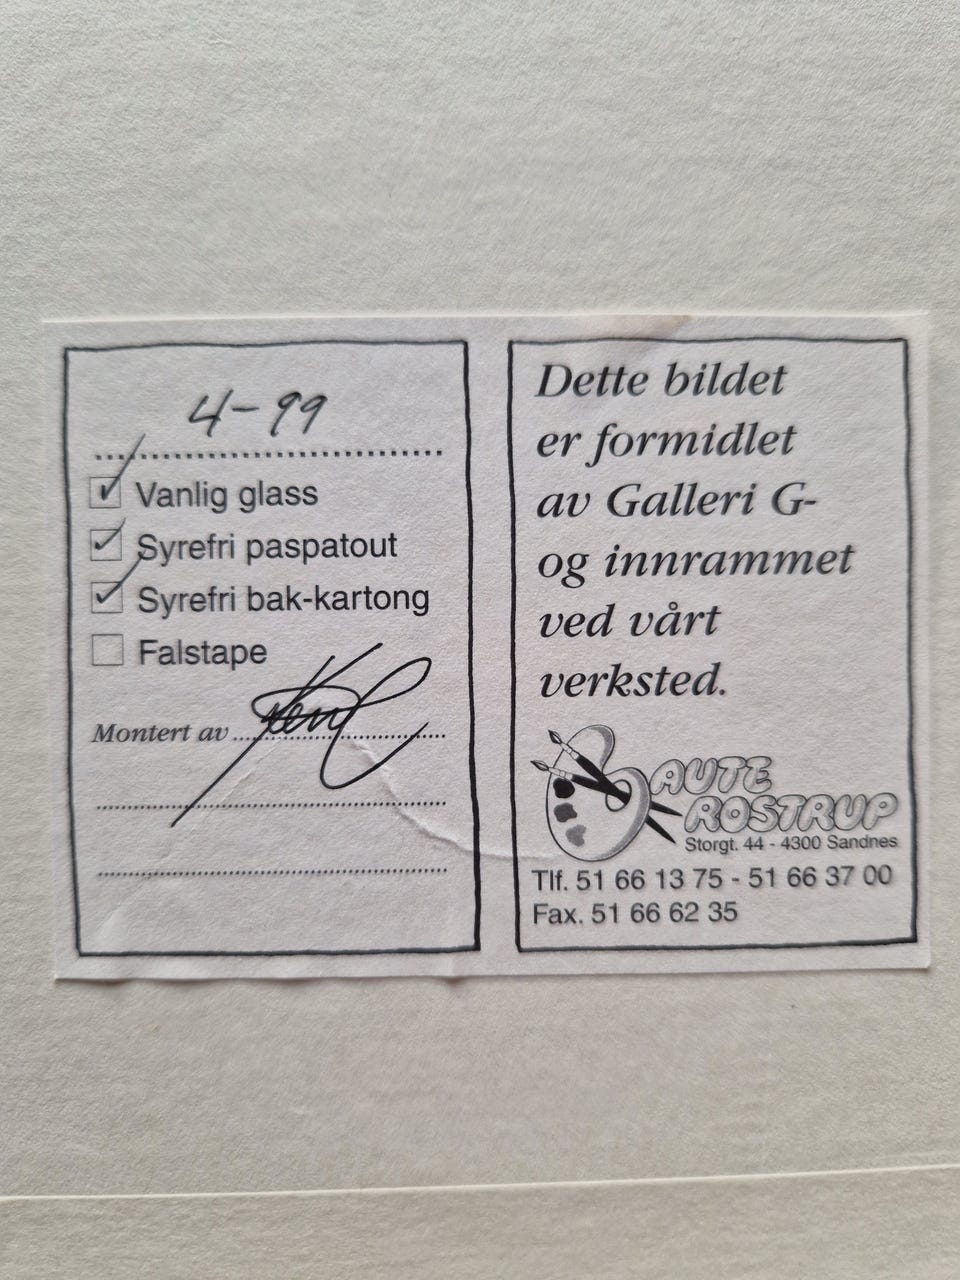 4-99
Vanlig glass
Syrefri paspatout
Syrefri bak-kartong
Falstape
Montert av
Dette bildet
er formidlet
av Galleri G-
og innrammet
ved vårt
verksted.
AUTE
ROSTRUP
Storgt. 44 - 4300 Sandnes
Tlf. 51 66 13 75 - 51 66 37 00
Fax. 51 66 62 35